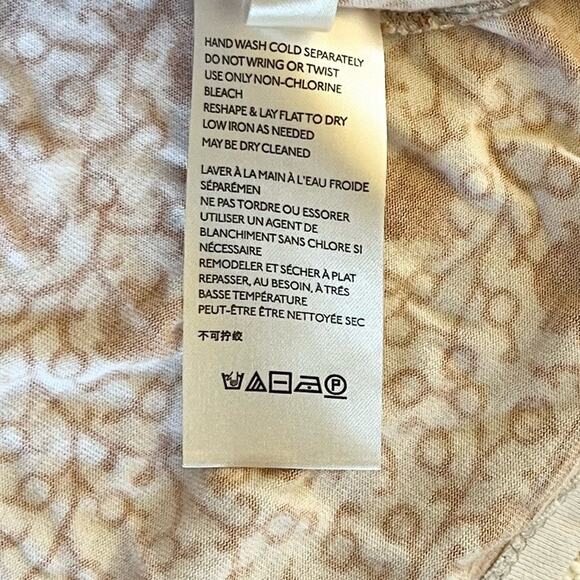 HAND WASH COLD SEPARATELY
DO NOT WRING OR TWIST
USE ONLY NON-CHLORINE
BLEACH
RESHAPE & LAY FLAT TO DRY
LOW IRON AS NEEDED
MAY BE DRY CLEANED
LAVER À LA MAIN À L'EAU FROIDE
SÉPARÉMEN
NE PAS TORDRE OU ESSORER
UTILISER UN AGENT DE
BLANCHIMENT SANS CHLORE SI
NÉCESSAIRE
REMODELER ET SÉCHER À PLAT
REPASSER, AU BESOIN, À TRÉS
BASSE TEMPÉRATURE
PEUT-ÊTRE ÊTRE NETTOYÉE SEC
不可拧绞
P